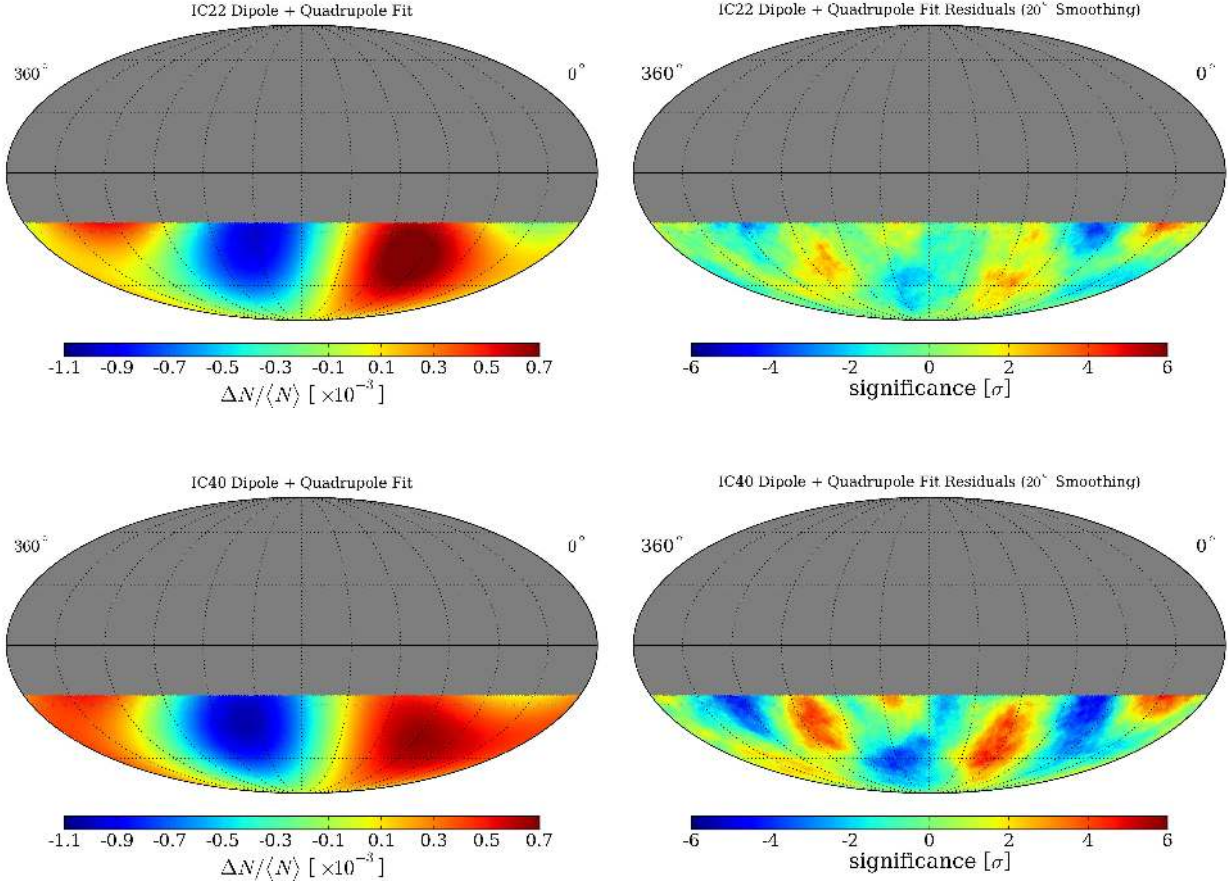 IC22 Dipole + Quadrupole Fit
360° 0°
-1.1 -0.9 -0.7 -0.5 -0.3 -0.1 0.1 0.3 0.5 0.7
ΔN/⟨N⟩ [ ×10⁻³ ]
IC22 Dipole + Quadrupole Fit Residuals (20° Smoothing)
360° 0°
-6 -4 -2 0 2 4 6
significance [σ]
IC40 Dipole + Quadrupole Fit
360° 0°
-1.1 -0.9 -0.7 -0.5 -0.3 -0.1 0.1 0.3 0.5 0.7
ΔN/⟨N⟩ [ ×10⁻³ ]
IC40 Dipole + Quadrupole Fit Residuals (20° Smoothing)
360° 0°
-6 -4 -2 0 2 4 6
significance [σ]